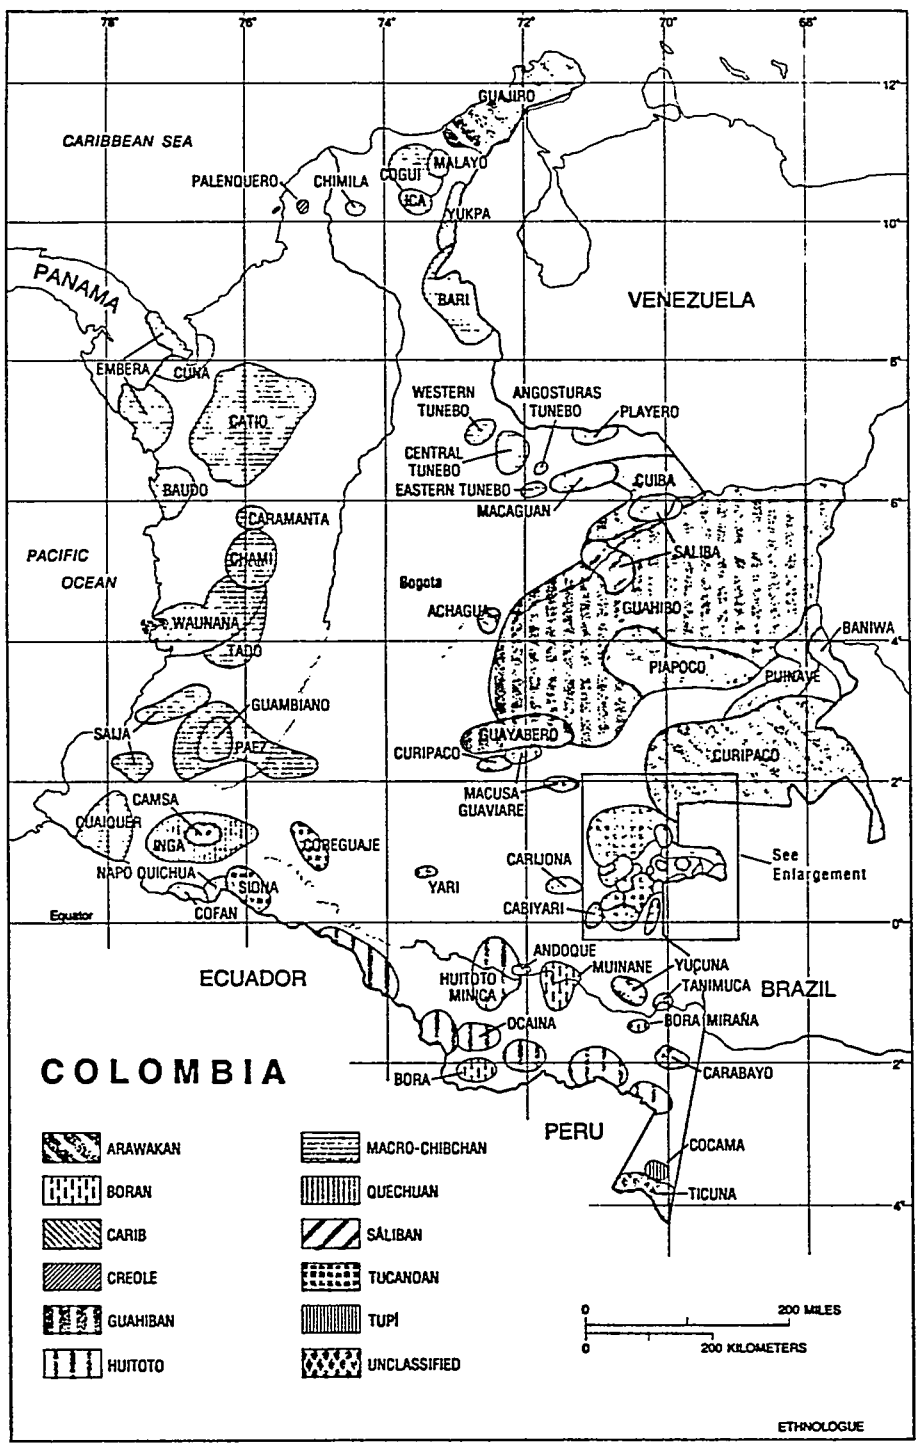 78° 74° 72° 70° 68°
12°
GUAJIRO
CARIBBEAN SEA
MALAYO
COGUI
PALENQUERO CHIMILA
ICA
YUKPA
10°
PANAMA
BARI
VENEZUELA
8°
EMBERA
CUNA
WESTERN
TUNEBO
ANGOSTURAS
TUNEBO
PLAYERO
CATIO
CENTRAL
TUNEBO
CUIBA
BAUDO
EASTERN TUNEBO
MACAGUAN
6°
CARAMANTA
PACIFIC
OCEAN
CHAMI
SALIBA
Bogota
ACHAGUA
GUAHIBO
WAUNANA
BANIWA
4°
TADO
PIAPOCO
PUINAVE
GUAMBIANO
SAIJA
PAEZ
GUAYABERO
CURIPACO
CURIPACO
2°
MACUSA
GUAVIARE
CAMSA
CUAIQUER
INGA
COREGUAJE
CARIJONA
See
Enlargement
NAPO QUICHUA
SIONA
YARI
COFAN
CABIYARI
Equator
0°
ANDOQUE
ECUADOR
HUITOTO
MINICA
MUINANE
YUCUNA
TANIMUCA
BRAZIL
OCAINA
BORA MIRAÑA
COLOMBIA
BORA
CARABAYO
2°
PERU
COCAMA
TICUNA
4°
ARAWAKAN
BORAN
CARIB
CREOLE
GUAHIBAN
HUITOTO
MACRO-CHIBCHAN
QUECHUAN
SÁLIBAN
TUCANOAN
TUPÍ
UNCLASSIFIED
0 200 MILES
0 200 KILOMETERS
ETHNOLOGUE